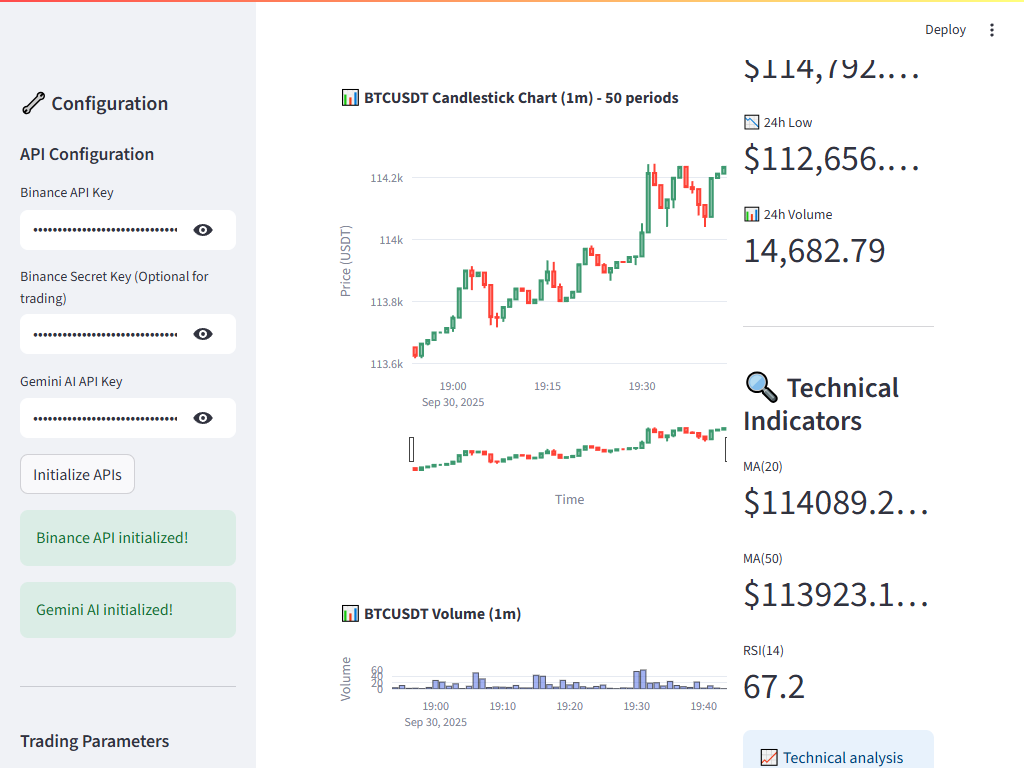 Deploy
Configuration
API Configuration
Binance API Key
Binance Secret Key (Optional for
trading)
Gemini AI API Key
Initialize APIs
Binance API initialized!
Gemini AI initialized!
Trading Parameters
BTCUSDT Candlestick Chart (1m) - 50 periods
Price (USDT)
114.2k
114k
113.8k
113.6k
19:00
19:15
19:30
Sep 30, 2025
Time
BTCUSDT Volume (1m)
Volume
60
40
20
0
19:00
19:10
19:20
19:30
19:40
Sep 30, 2025
$114,792....
24h Low
$112,656....
24h Volume
14,682.79
Technical
Indicators
MA(20)
$114089.2...
MA(50)
$113923.1...
RSI(14)
67.2
Technical analysis